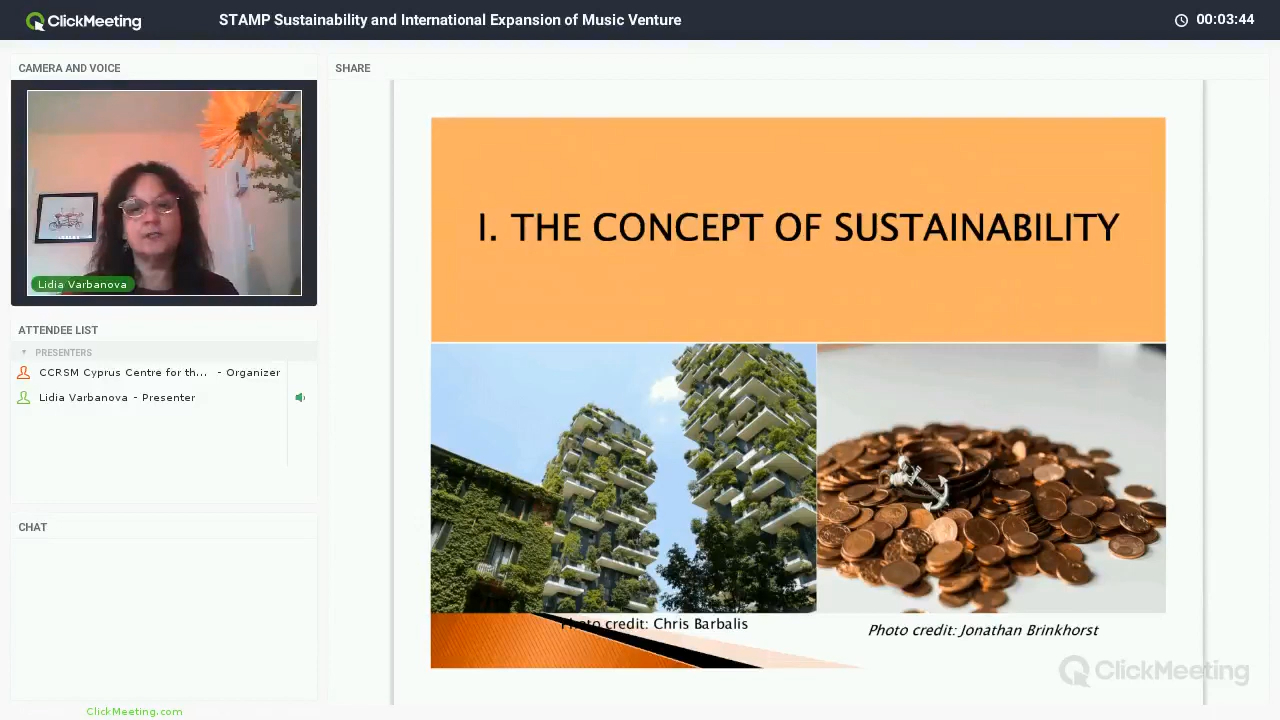 ClickMeeting
STAMP Sustainability and International Expansion of Music Venture
00:03:44
CAMERA AND VOICE
Lidia Varbanova
ATTENDEE LIST
PRESENTERS
CCRSM Cyprus Centre for th... - Organizer
Lidia Varbanova - Presenter
CHAT
ClickMeeting.com
SHARE
I. THE CONCEPT OF SUSTAINABILITY
Photo credit: Chris Barbalis
Photo credit: Jonathan Brinkhorst
ClickMeeting